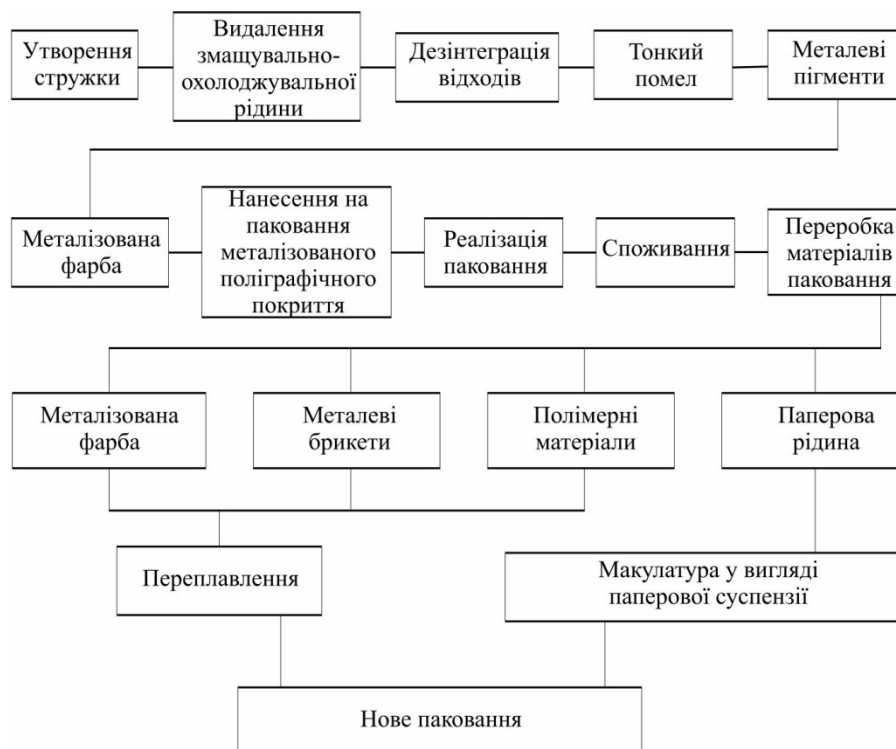 Утворення
стружки
Видалення
змащувально-
охолоджувальної
рідини
Дезінтеграція
відходів
Тонкий
помел
Металеві
пігменти
Металізована
фарба
Нанесення на
паковання
металізованого
поліграфічного
покриття
Реалізація
паковання
Споживання
Переробка
матеріалів
паковання
Металізована
фарба
Металеві
брикети
Полімерні
матеріали
Паперова
рідина
Переплавлення
Макулатура у вигляді
паперової суспензії
Нове паковання